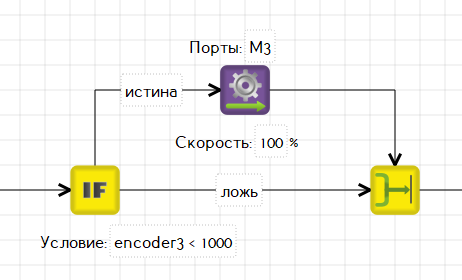 Порты: M3
истина
Скорость: 100 %
IF
ложь
Условие: encoder3 < 1000